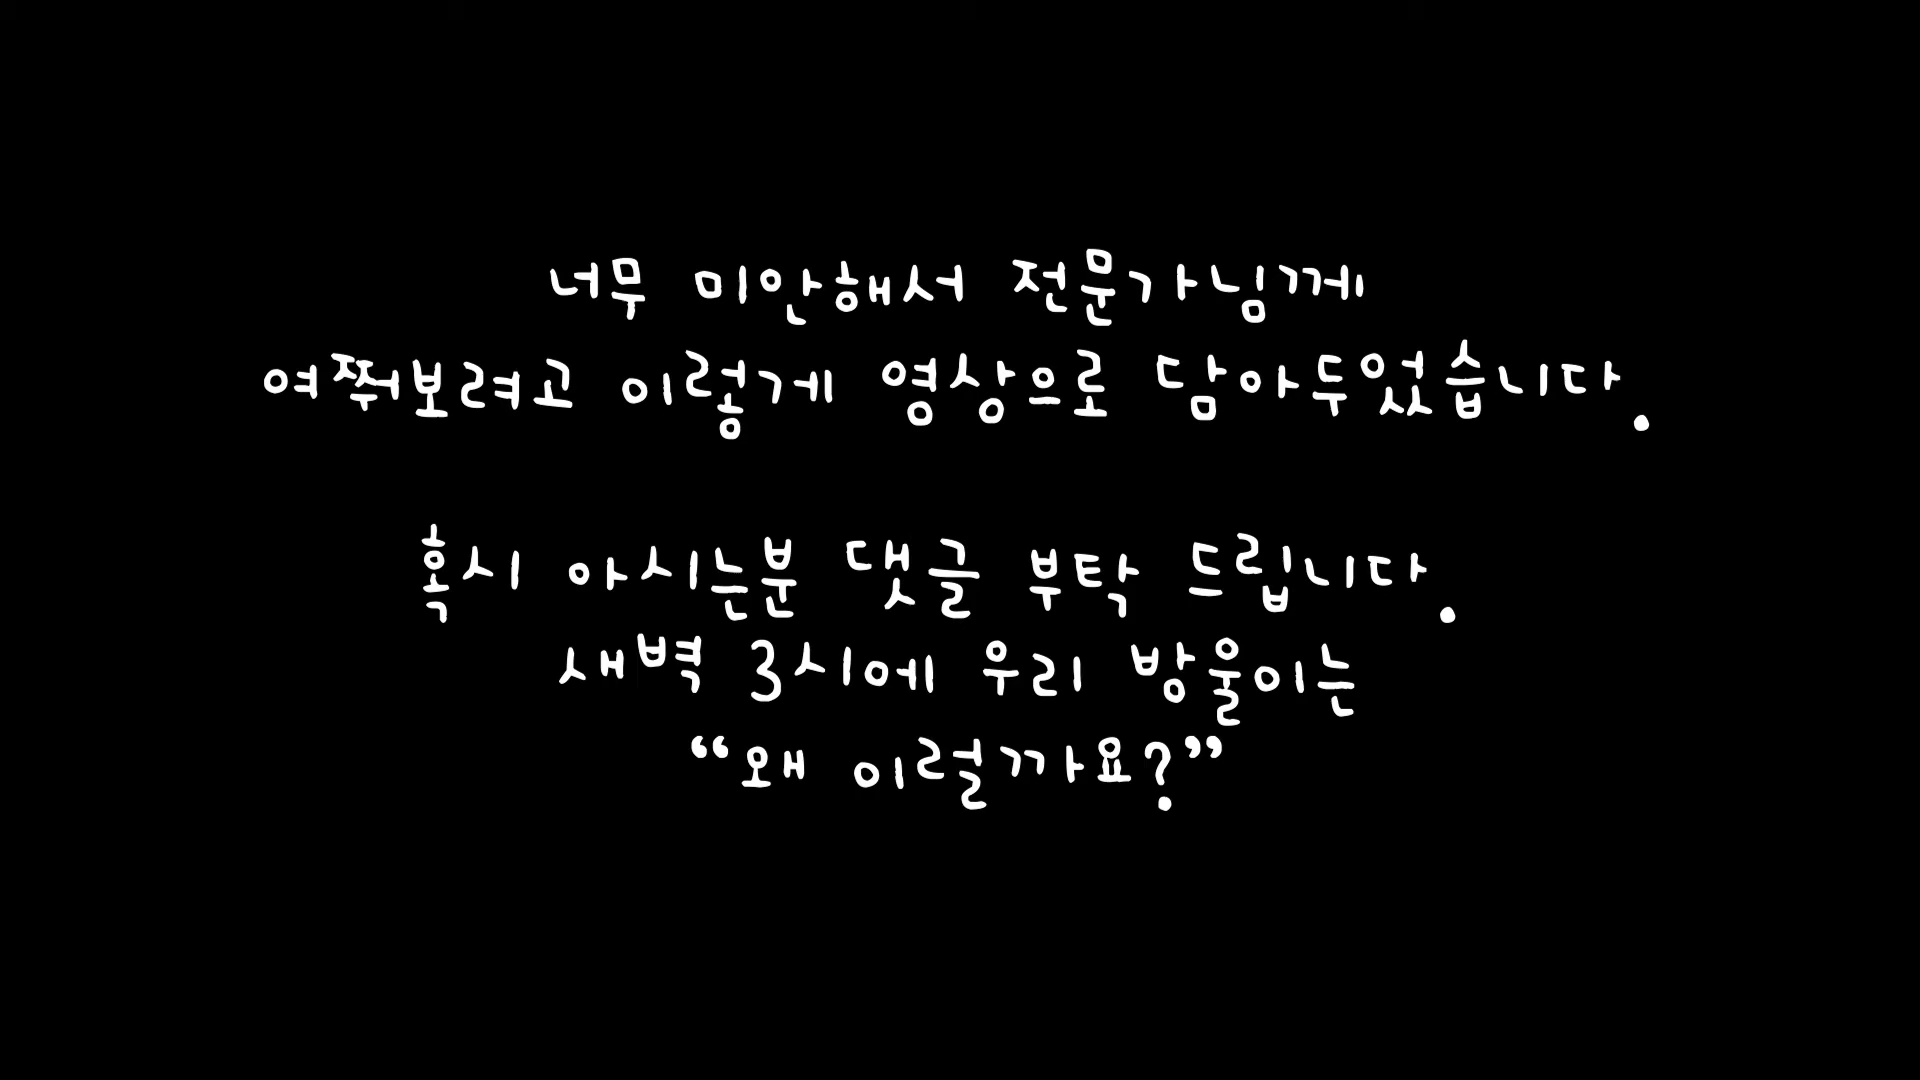 너무 미안해서 전문가님께
여쭤보려고 이렇게 영상으로 담아두었습니다.
혹시 아시는분 댓글 부탁 드립니다.
새벽 3시에 우리 방울이는
“왜 이럴까요?”